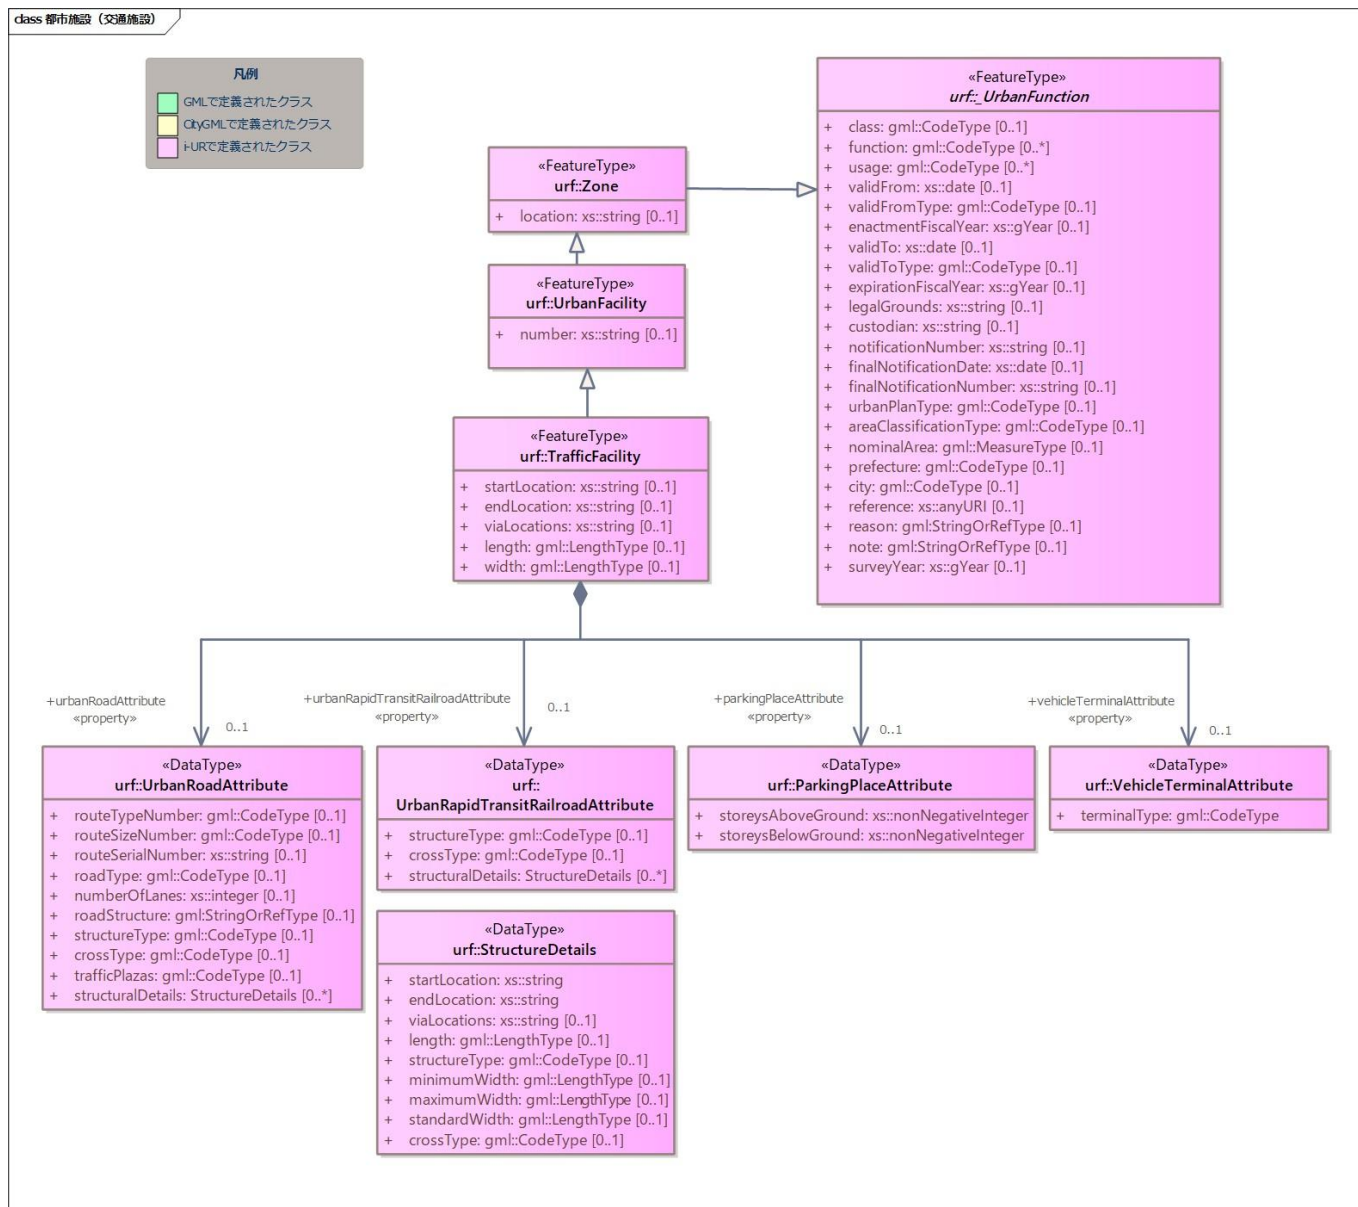 class 都市施設（交通施設）
凡例
GMLで定義されたクラス
CityGMLで定義されたクラス
i-URで定義されたクラス
«FeatureType»
urf::_UrbanFunction
+ class: gml::CodeType [0..1]
+ function: gml::CodeType [0..*]
+ usage: gml::CodeType [0..*]
+ validFrom: xs::date [0..1]
+ validFromType: gml::CodeType [0..1]
+ enactmentFiscalYear: xs::gYear [0..1]
+ validTo: xs::date [0..1]
+ validToType: gml::CodeType [0..1]
+ expirationFiscalYear: xs::gYear [0..1]
+ legalGrounds: xs::string [0..1]
+ custodian: xs::string [0..1]
+ notificationNumber: xs::string [0..1]
+ finalNotificationDate: xs::date [0..1]
+ finalNotificationNumber: xs::string [0..1]
+ urbanPlanType: gml::CodeType [0..1]
+ areaClassificationType: gml::CodeType [0..1]
+ nominalArea: gml::MeasureType [0..1]
+ prefecture: gml::CodeType [0..1]
+ city: gml::CodeType [0..1]
+ reference: xs::anyURI [0..1]
+ reason: gml:StringOrRefType [0..1]
+ note: gml:StringOrRefType [0..1]
+ surveyYear: xs::gYear [0..1]
«FeatureType»
urf::Zone
+ location: xs::string [0..1]
«FeatureType»
urf::UrbanFacility
+ number: xs::string [0..1]
«FeatureType»
urf::TrafficFacility
+ startLocation: xs::string [0..1]
+ endLocation: xs::string [0..1]
+ viaLocations: xs::string [0..1]
+ length: gml::LengthType [0..1]
+ width: gml::LengthType [0..1]
+urbanRoadAttribute
«property»
0..1
+urbanRapidTransitRailroadAttribute
«property»
0..1
+parkingPlaceAttribute
«property»
0..1
+vehicleTerminalAttribute
«property»
0..1
«DataType»
urf::UrbanRoadAttribute
+ routeTypeNumber: gml::CodeType [0..1]
+ routeSizeNumber: gml::CodeType [0..1]
+ routeSerialNumber: xs::string [0..1]
+ roadType: gml::CodeType [0..1]
+ numberOfLanes: xs::integer [0..1]
+ roadStructure: gml:StringOrRefType [0..1]
+ structureType: gml::CodeType [0..1]
+ crossType: gml::CodeType [0..1]
+ trafficPlazas: gml::CodeType [0..1]
+ structuralDetails: StructureDetails [0..*]
«DataType»
urf::
UrbanRapidTransitRailroadAttribute
+ structureType: gml::CodeType [0..1]
+ crossType: gml::CodeType [0..1]
+ structuralDetails: StructureDetails [0..*]
«DataType»
urf::ParkingPlaceAttribute
+ storeysAboveGround: xs::nonNegativeInteger
+ storeysBelowGround: xs::nonNegativeInteger
«DataType»
urf::VehicleTerminalAttribute
+ terminalType: gml::CodeType
«DataType»
urf::StructureDetails
+ startLocation: xs::string
+ endLocation: xs::string
+ viaLocations: xs::string [0..1]
+ length: gml::LengthType [0..1]
+ structureType: gml::CodeType [0..1]
+ minimumWidth: gml::LengthType [0..1]
+ maximumWidth: gml::LengthType [0..1]
+ standardWidth: gml::LengthType [0..1]
+ crossType: gml::CodeType [0..1]